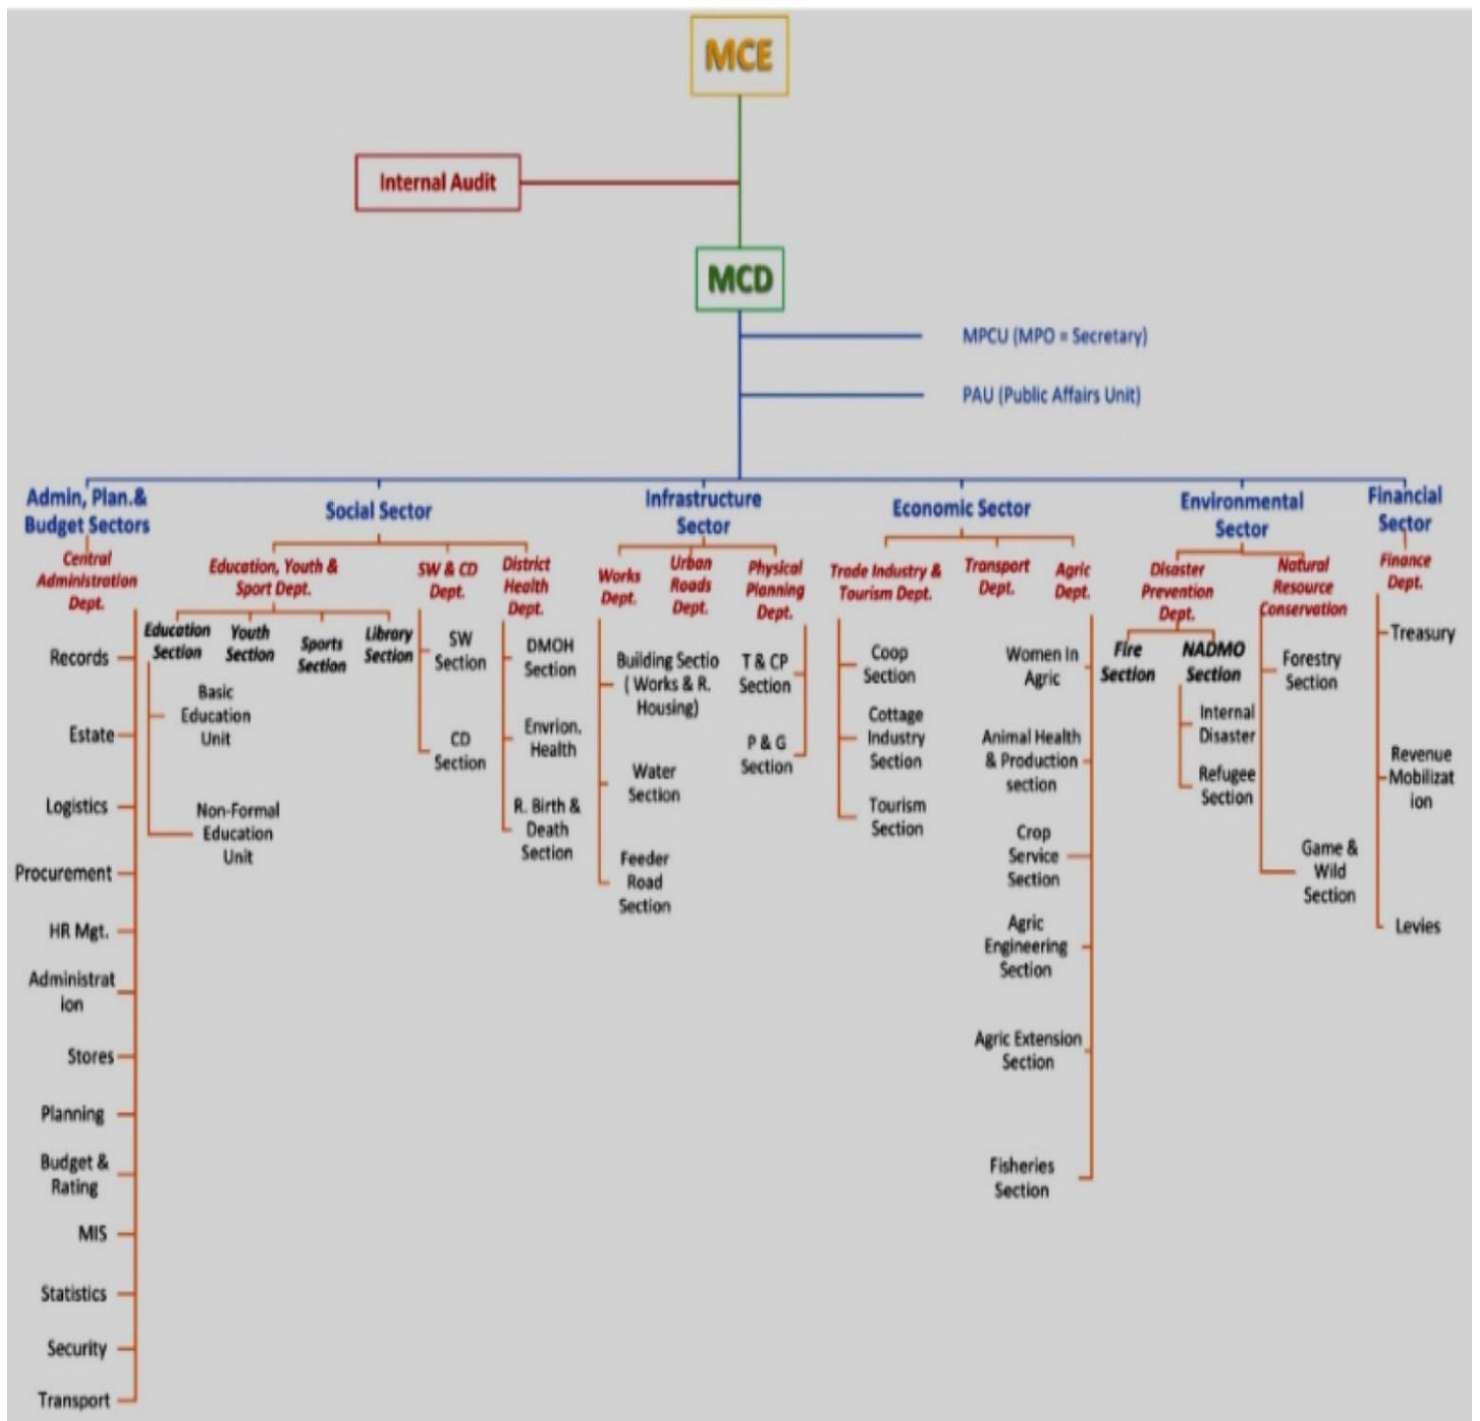 MCE
Internal Audit
MCD
MPCU (MPO = Secretary)
PAU (Public Affairs Unit)
Admin, Plan.&
Budget Sectors
Social Sector
Infrastructure
Sector
Economic Sector
Environmental
Sector
Financial
Sector
Central
Administration
Dept.
Education, Youth &
Sport Dept.
SW & CD
Dept.
District
Health
Dept.
Works
Dept.
Urban
Roads
Dept.
Physical
Planning
Dept.
Trade Industry &
Tourism Dept.
Transport
Dept.
Agric
Dept.
Disaster
Prevention
Dept.
Natural
Resource
Conservation
Finance
Dept.
Records
Estate
Logistics
Procurement
HR Mgt.
Administrat
ion
Stores
Planning
Budget &
Rating
MIS
Statistics
Security
Transport
Education
Section
Youth
Section
Sports
Section
Library
Section
Basic
Education
Unit
Non-Formal
Education
Unit
SW
Section
CD
Section
DMOH
Section
Envrion.
Health
R. Birth &
Death
Section
Building Sectio
( Works & R.
Housing)
Water
Section
Feeder
Road
Section
T & CP
Section
P & G
Section
Coop
Section
Cottage
Industry
Section
Tourism
Section
Women In
Agric
Animal Health
& Production
section
Crop
Service
Section
Agric
Engineering
Section
Agric Extension
Section
Fisheries
Section
Fire
Section
NADMO
Section
Internal
Disaster
Refugee
Section
Forestry
Section
Game &
Wild
Section
Treasury
Revenue
Mobilizat
ion
Levies